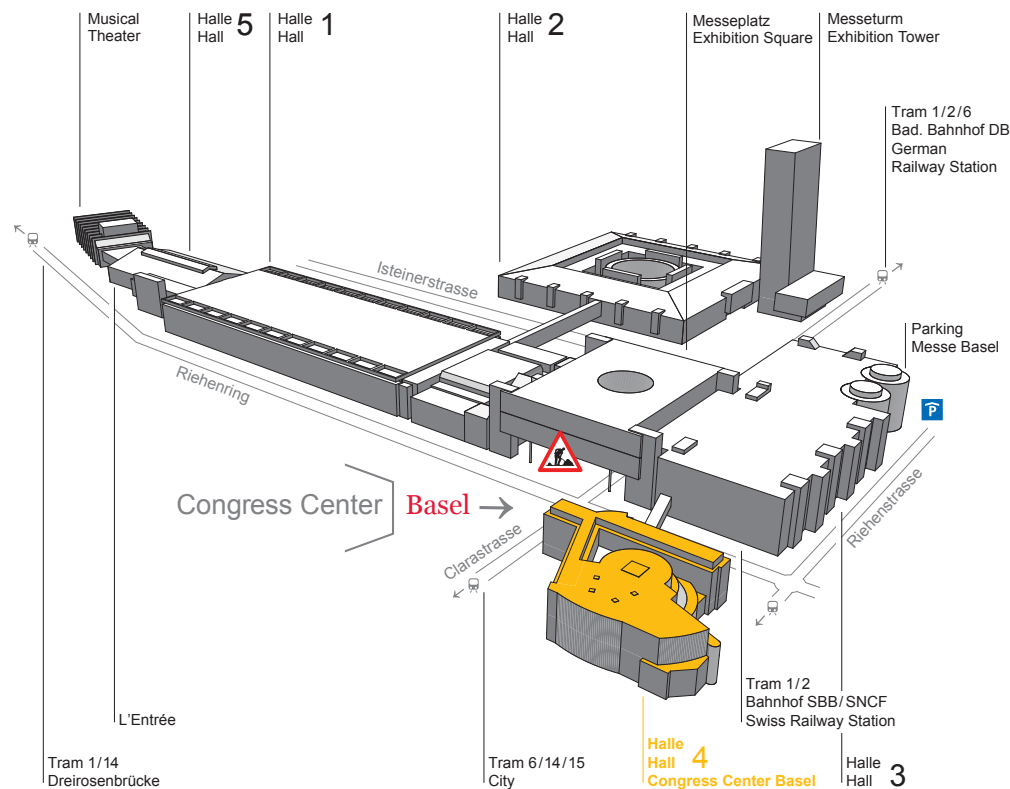 Musical
Theater
Halle
Hall 5
Halle
Hall 1
Halle
Hall 2
Messeplatz
Exhibition Square
Messeturm
Exhibition Tower
Tram 1/2/6
Bad. Bahnhof DB
German
Railway Station
Isteinerstrasse
Parking
Messe Basel
P
Riehenring
Congress Center Basel
Clarastrasse
Riehenstrasse
L'Entrée
Tram 1/2
Bahnhof SBB/SNCF
Swiss Railway Station
Tram 1/14
Dreirosenbrücke
Tram 6/14/15
City
Halle
Hall 4
Congress Center Basel
Halle
Hall 3